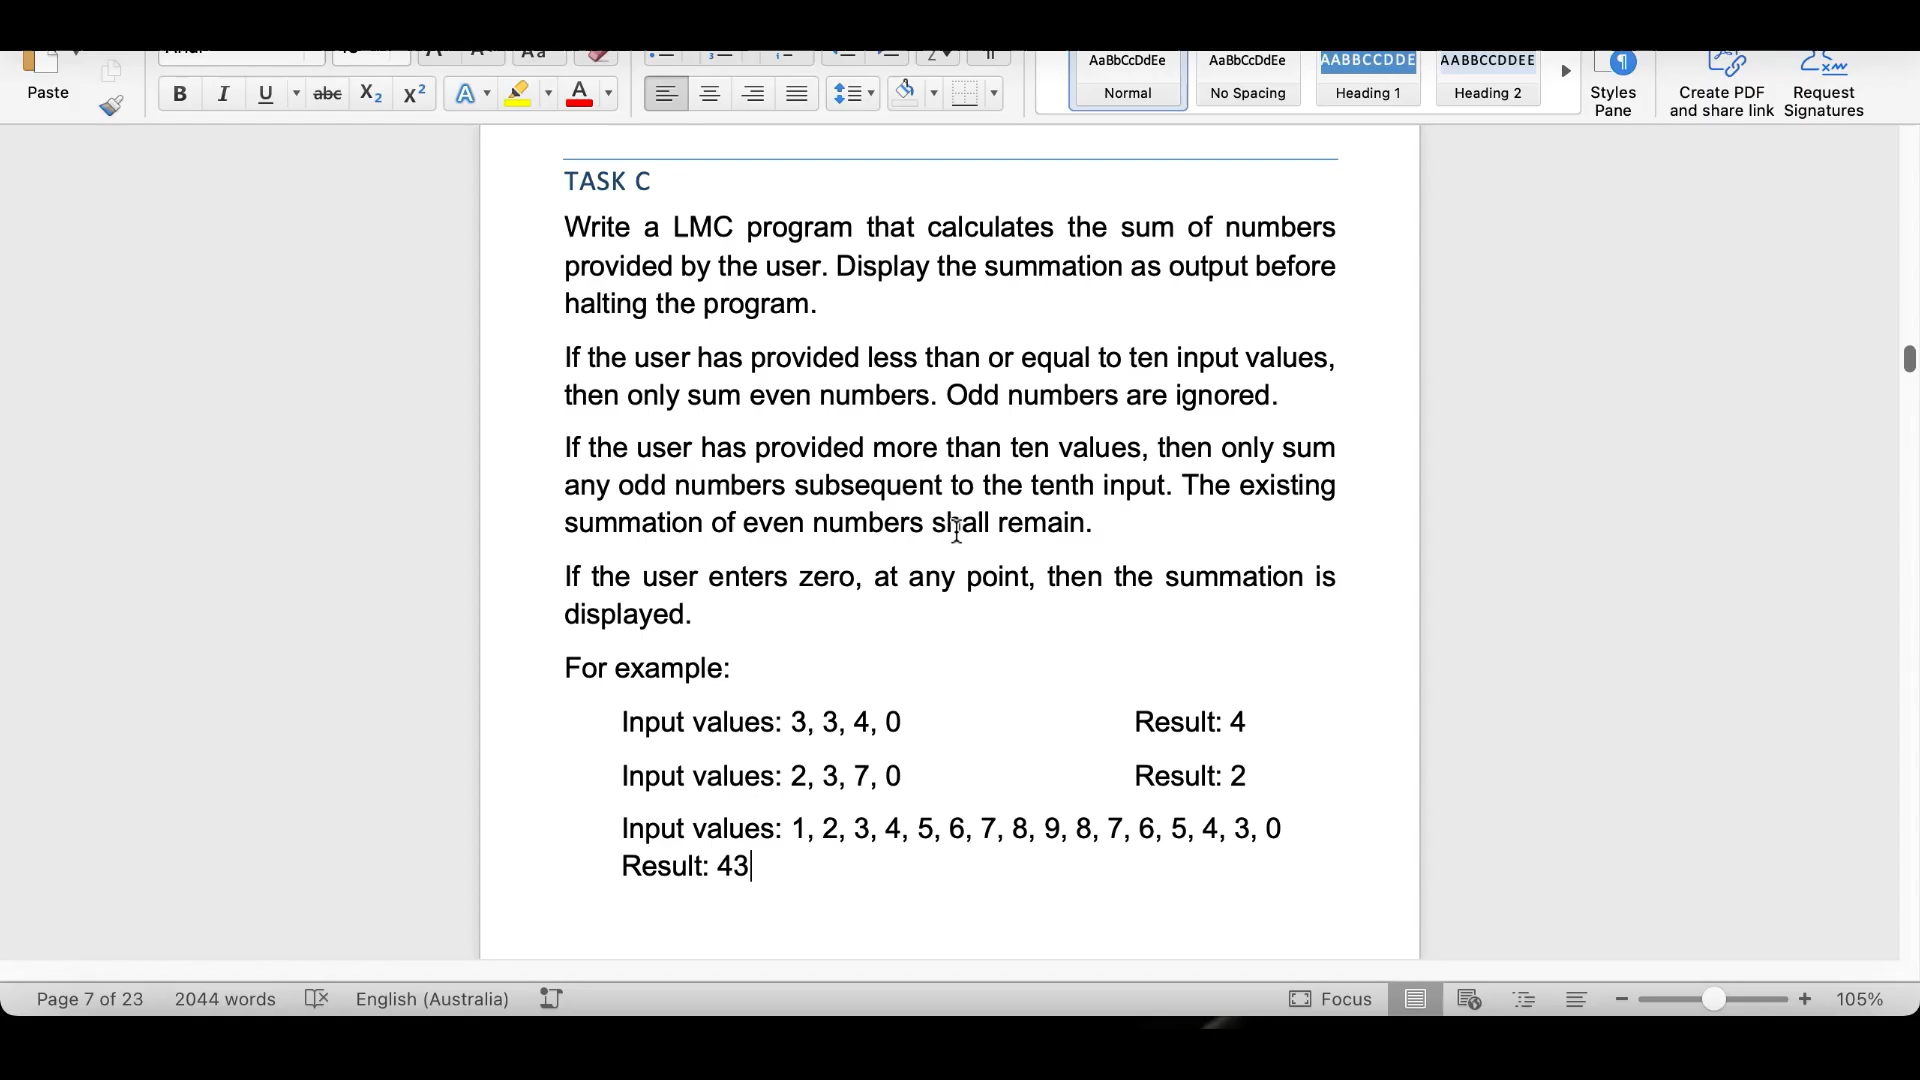 Paste
B I U abc X2 X2 A A
Aa
AaBbCcDdEe AaBbCcDdEe AABBCCDDE AABBCCDDEE
Normal No Spacing Heading 1 Heading 2
Styles
Pane
Create PDF
and share link
Request
Signatures
TASK C
Write a LMC program that calculates the sum of numbers
provided by the user. Display the summation as output before
halting the program.
If the user has provided less than or equal to ten input values,
then only sum even numbers. Odd numbers are ignored.
If the user has provided more than ten values, then only sum
any odd numbers subsequent to the tenth input. The existing
summation of even numbers shall remain.
If the user enters zero, at any point, then the summation is
displayed.
For example:
Input values: 3, 3, 4, 0 Result: 4
Input values: 2, 3, 7, 0 Result: 2
Input values: 1, 2, 3, 4, 5, 6, 7, 8, 9, 8, 7, 6, 5, 4, 3, 0
Result: 43
Page 7 of 23 2044 words English (Australia) Focus 105%